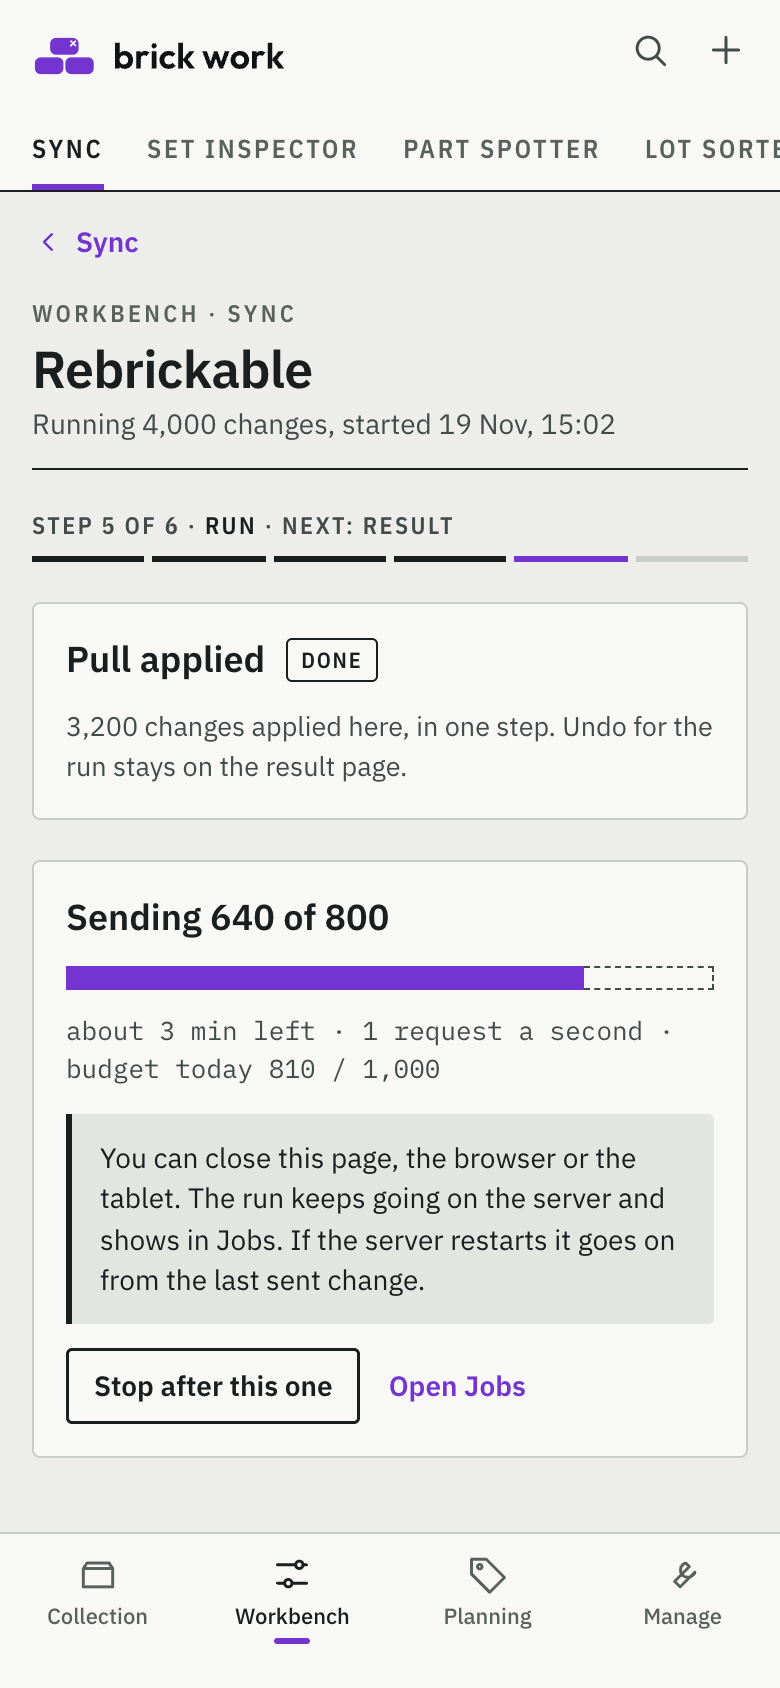 brick work
SYNC SET INSPECTOR PART SPOTTER LOT SORTE
Sync
WORKBENCH · SYNC
Rebrickable
Running 4,000 changes, started 19 Nov, 15:02
STEP 5 OF 6 · RUN · NEXT: RESULT
Pull applied DONE
3,200 changes applied here, in one step. Undo for the
run stays on the result page.
Sending 640 of 800
about 3 min left · 1 request a second ·
budget today 810 / 1,000
You can close this page, the browser or the
tablet. The run keeps going on the server and
shows in Jobs. If the server restarts it goes on
from the last sent change.
Stop after this one Open Jobs
Collection Workbench Planning Manage